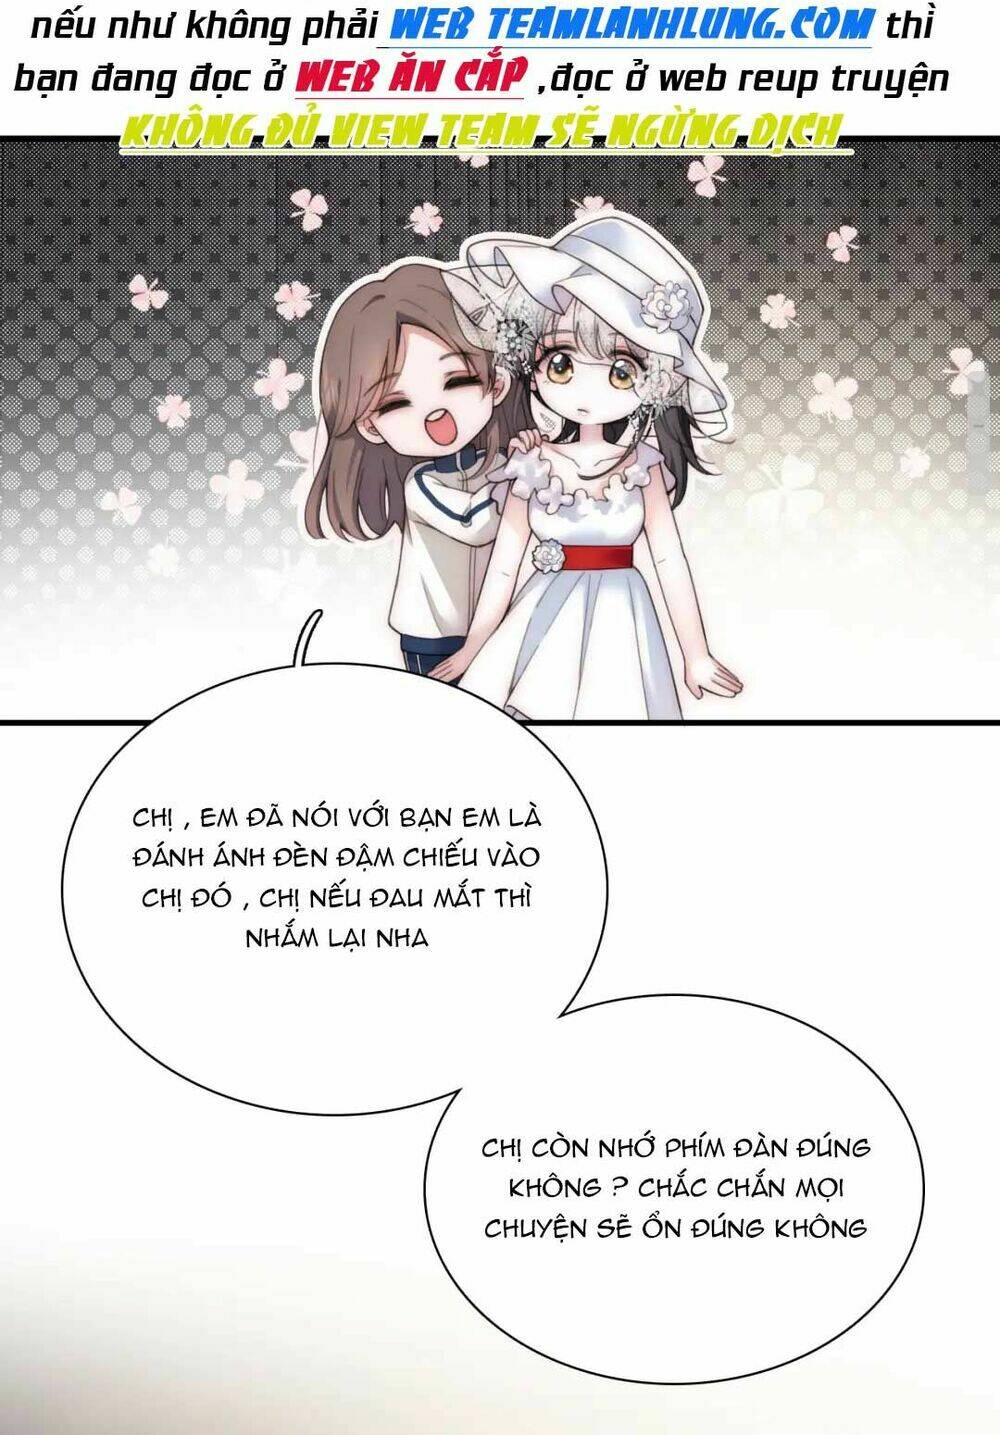 nếu như không phải WEB TEAMLANHLUNG.COM thì
bạn đang đọc ở WEB ĂN CẮP ,đọc ở web reup truyện
KHÔNG ĐỦ VIEW TEAM SẼ NGỪNG DỊCH
CHỊ , EM ĐÃ NÓI VỚI BẠN EM LÀ
ĐÁNH ÁNH ĐÈN ĐẬM CHIẾU VÀO
CHỊ ĐÓ , CHỊ NẾU ĐAU MẮT THÌ
NHẮM LẠI NHA
CHỊ CÒN NHỚ PHÍM ĐÀN ĐÚNG
KHÔNG ? CHẮC CHẮN MỌI
CHUYỆN SẼ ỔN ĐÚNG KHÔNG